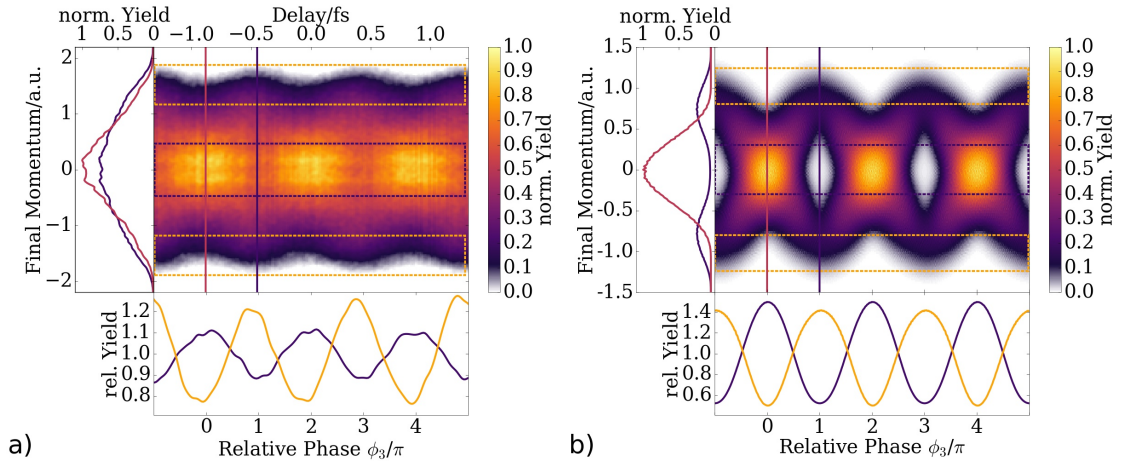 norm. Yield
1 0.5 0
Delay/fs
−1.0 −0.5 0.0 0.5 1.0
Final Momentum/a.u.
2
1
0
−1
−2
1.0
0.9
0.8
0.7
0.6
0.5
0.4
0.3
0.2
0.1
0.0
norm. Yield
rel. Yield
1.2
1.1
1.0
0.9
0.8
0 1 2 3 4
Relative Phase ϕ₃/π
a)
norm. Yield
1 0.5 0
Final Momentum/a.u.
1.5
1.0
0.5
0
-0.5
-1.0
-1.5
1.0
0.9
0.8
0.7
0.6
0.5
0.4
0.3
0.2
0.1
0.0
norm. Yield
rel. Yield
1.4
1.2
1.0
0.8
0.6
0 1 2 3 4
Relative Phase ϕ₃/π
b)